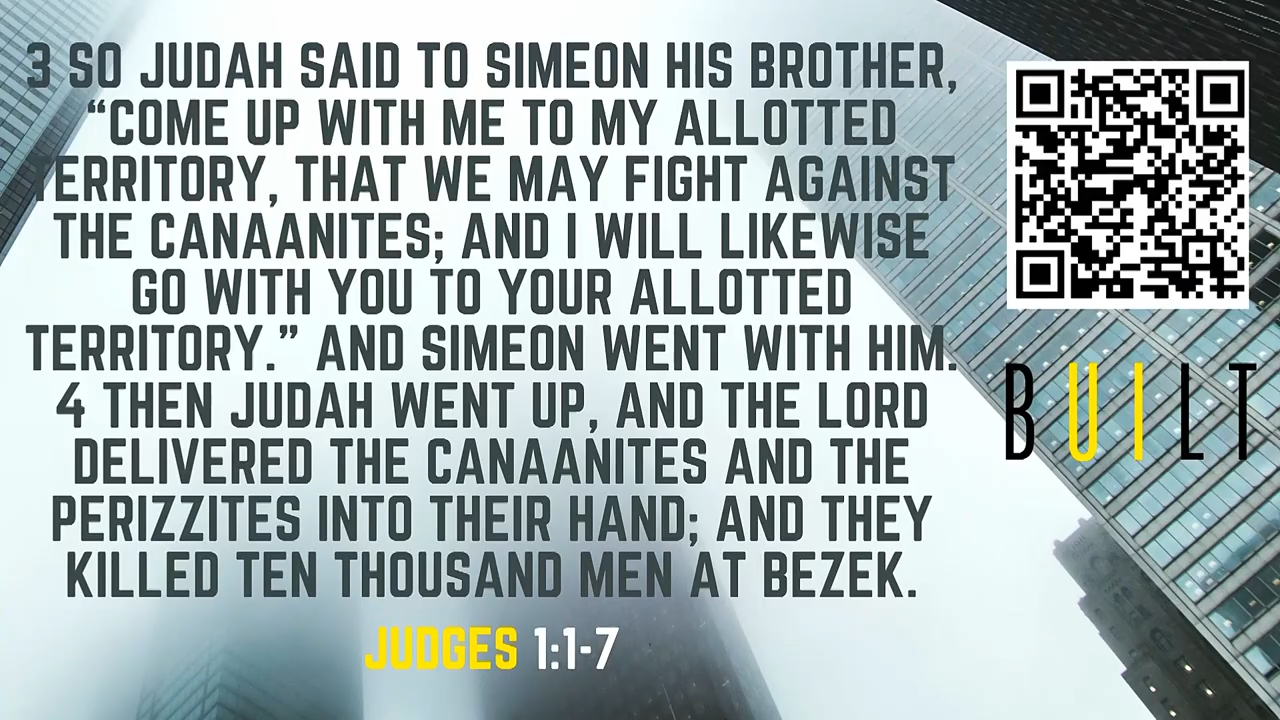 3 SO JUDAH SAID TO SIMEON HIS BROTHER,
“COME UP WITH ME TO MY ALLOTTED
TERRITORY, THAT WE MAY FIGHT AGAINST
THE CANAANITES; AND I WILL LIKEWISE
GO WITH YOU TO YOUR ALLOTTED
TERRITORY.” AND SIMEON WENT WITH HIM.
4 THEN JUDAH WENT UP, AND THE LORD
DELIVERED THE CANAANITES AND THE
PERIZZITES INTO THEIR HAND; AND THEY
KILLED TEN THOUSAND MEN AT BEZEK.
JUDGES 1:1-7
BUILT